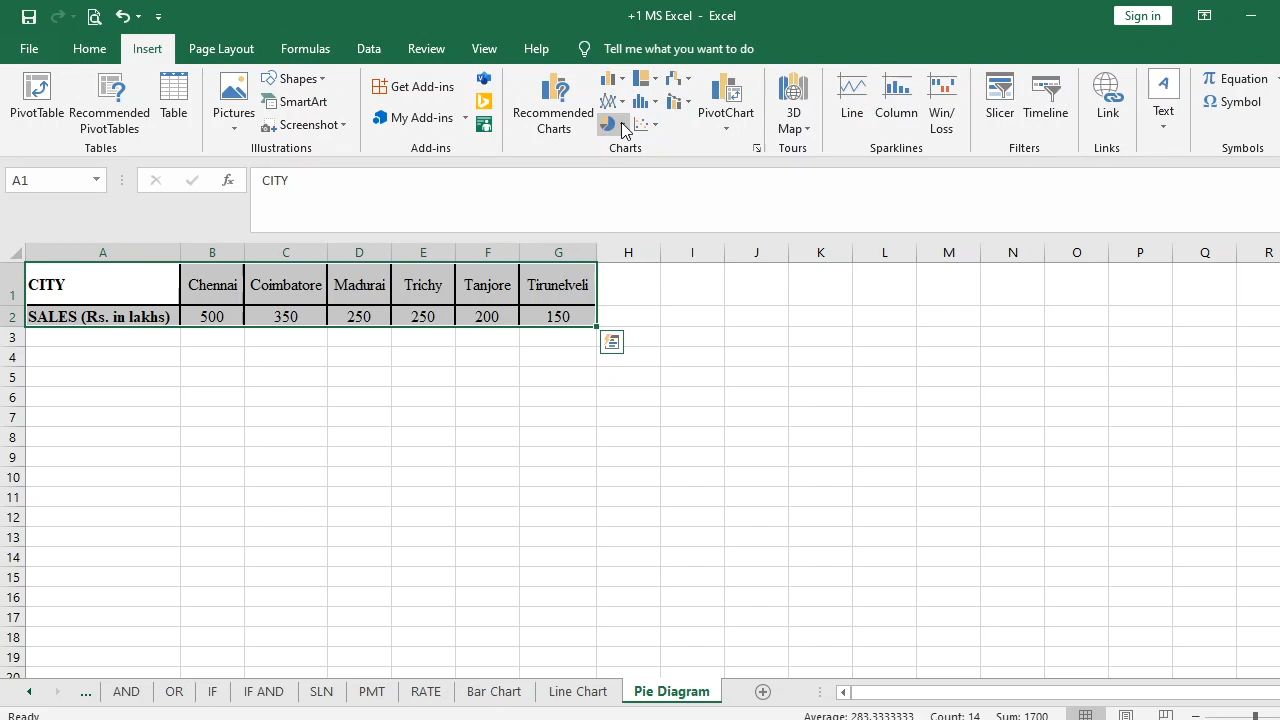 +1 MS Excel - Excel
Sign in
File Home Insert Page Layout Formulas Data Review View Help Tell me what you want to do
PivotTable
Recommended PivotTables
Table
Tables
Pictures
Shapes
SmartArt
Screenshot
Illustrations
Get Add-ins
My Add-ins
Add-ins
Recommended Charts
PivotChart
Charts
3D Map
Tours
Line
Column
Win/Loss
Sparklines
Slicer
Timeline
Filters
Link
Links
A
Text
π Equation
Ω Symbol
Symbols
A1 fx CITY
A B C D E F G H I J K L M N O P Q R
1 CITY Chennai Coimbatore Madurai Trichy Tanjore Tirunelveli
2 SALES (Rs. in lakhs) 500 350 250 250 200 150
3
4
5
6
7
8
9
10
11
12
13
14
15
16
17
18
19
20
... AND OR IF IF AND SLN PMT RATE Bar Chart Line Chart Pie Diagram
Ready Average: 283.3333333 Count: 14 Sum: 1700